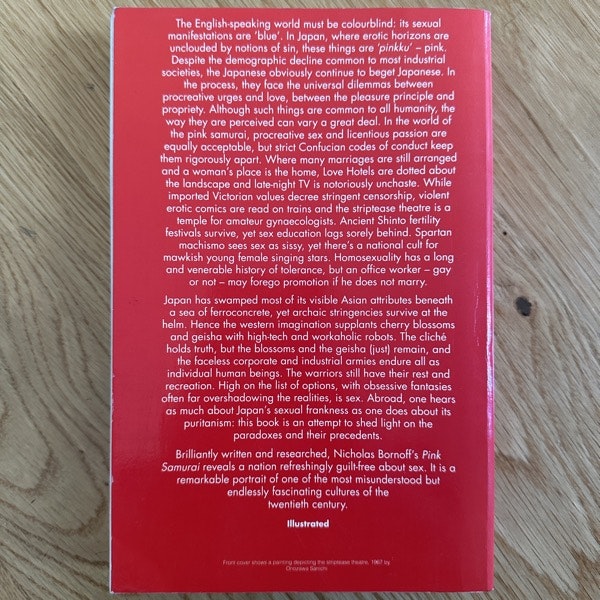 The English-speaking world must be colourblind: its sexual
manifestations are 'blue'. In Japan, where erotic horizons are
unclouded by notions of sin, these things are 'pinkku' – pink.
Despite the demographic decline common to most industrial
societies, the Japanese obviously continue to beget Japanese. In
the process, they face the universal dilemmas between
procreative urges and love, between the pleasure principle and
propriety. Although such things are common to all humanity, the
way they are perceived can vary a great deal. In the world of
the pink samurai, procreative sex and licentious passion are
equally acceptable, but strict Confucian codes of conduct keep
them rigorously apart. Where many marriages are still arranged
and a woman's place is the home, Love Hotels are dotted about
the landscape and late-night TV is notoriously unchaste. While
imported Victorian values decree stringent censorship, violent
erotic comics are read on trains and the striptease theatre is a
temple for amateur gynaecologists. Ancient Shinto fertility
festivals survive, yet sex education lags sorely behind. Spartan
machismo sees sex as sissy, yet there's a national cult for
mawkish young female singing stars. Homosexuality has a long
and venerable history of tolerance, but an office worker – gay
or not – may forego promotion if he does not marry.
Japan has swamped most of its visible Asian attributes beneath
a sea of ferroconcrete, yet archaic stringencies survive at the
helm. Hence the western imagination supplants cherry blossoms
and geisha with high-tech and workaholic robots. The cliché
holds truth, but the blossoms and the geisha (just) remain, and
the faceless corporate and industrial armies endure all as
individual human beings. The warriors still have their rest and
recreation. High on the list of options, with obsessive fantasies
often far overshadowing the realities, is sex. Abroad, one hears
as much about Japan's sexual frankness as one does about its
puritanism: this book is an attempt to shed light on the
paradoxes and their precedents.
Brilliantly written and researched, Nicholas Bornoff's Pink
Samurai reveals a nation refreshingly guilt-free about sex. It is a
remarkable portrait of one of the most misunderstood but
endlessly fascinating cultures of the
twentieth century.
Illustrated
Front cover shows a painting depicting the striptease theatre, 1967 by